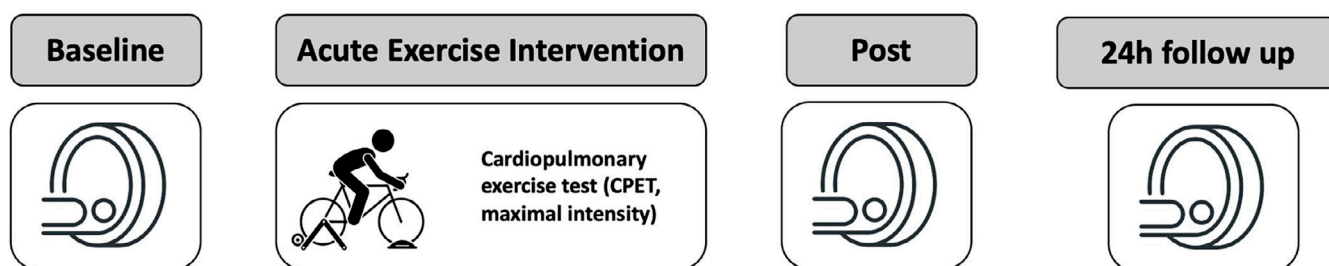 Baseline
Acute Exercise Intervention
Post
24h follow up
Cardiopulmonary
exercise test (CPET,
maximal intensity)